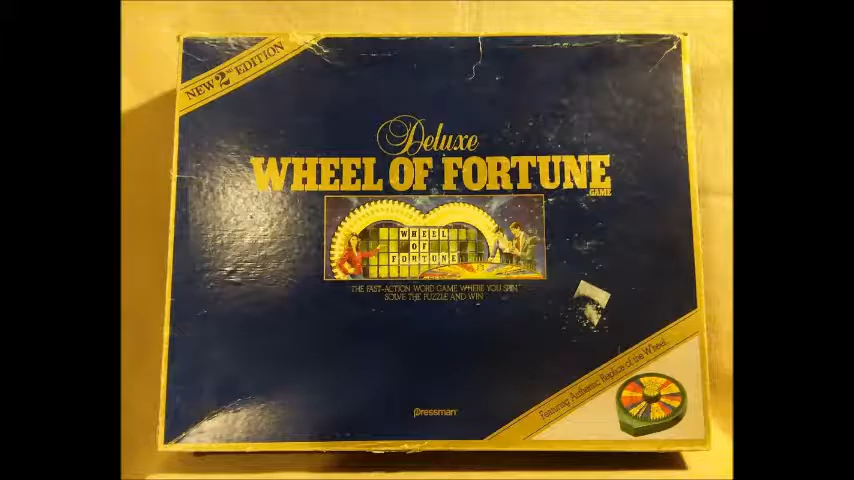 NEW 2ND EDITION
Deluxe
WHEEL OF FORTUNE
GAME
WHEEL
OF
FORTUNE
THE FAST-ACTION WORD GAME WHERE YOU SPIN,
SOLVE THE PUZZLE AND WIN
Featuring Authentic Replica of the Wheel
Pressman